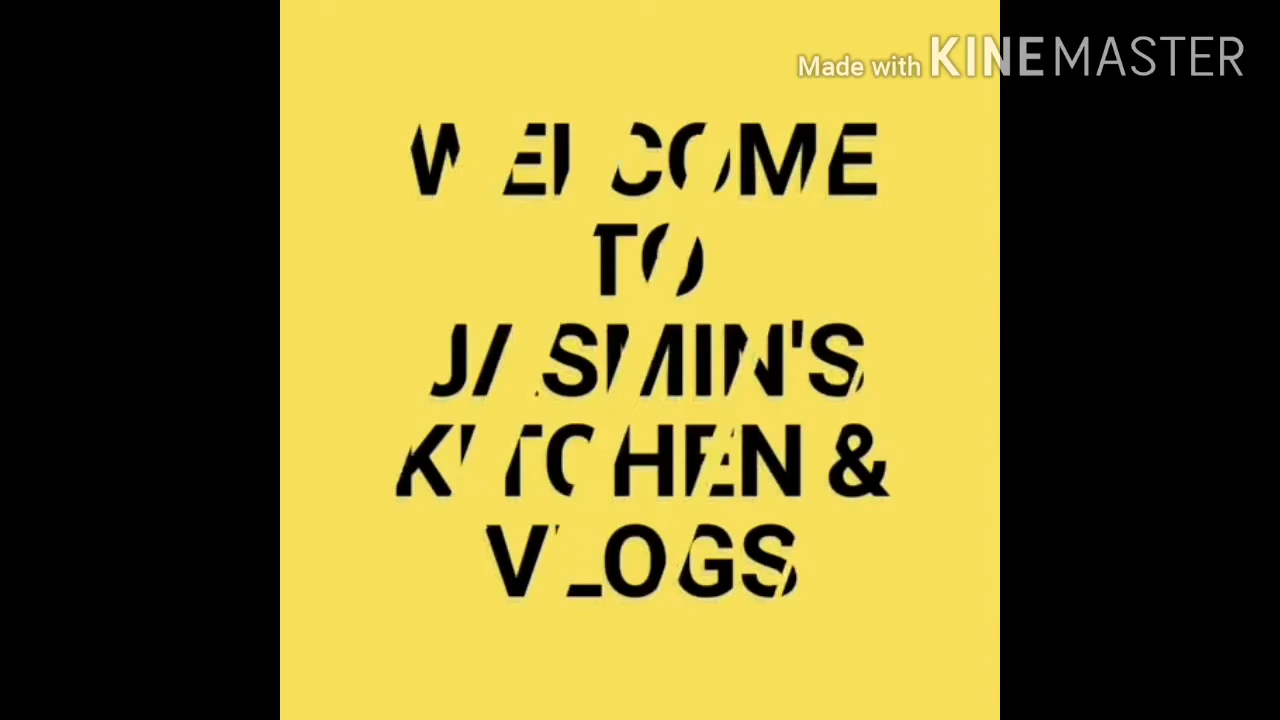 Made with KINEMASTER
WELCOME
TO
JASMIN'S
KITCHEN &
VLOGS